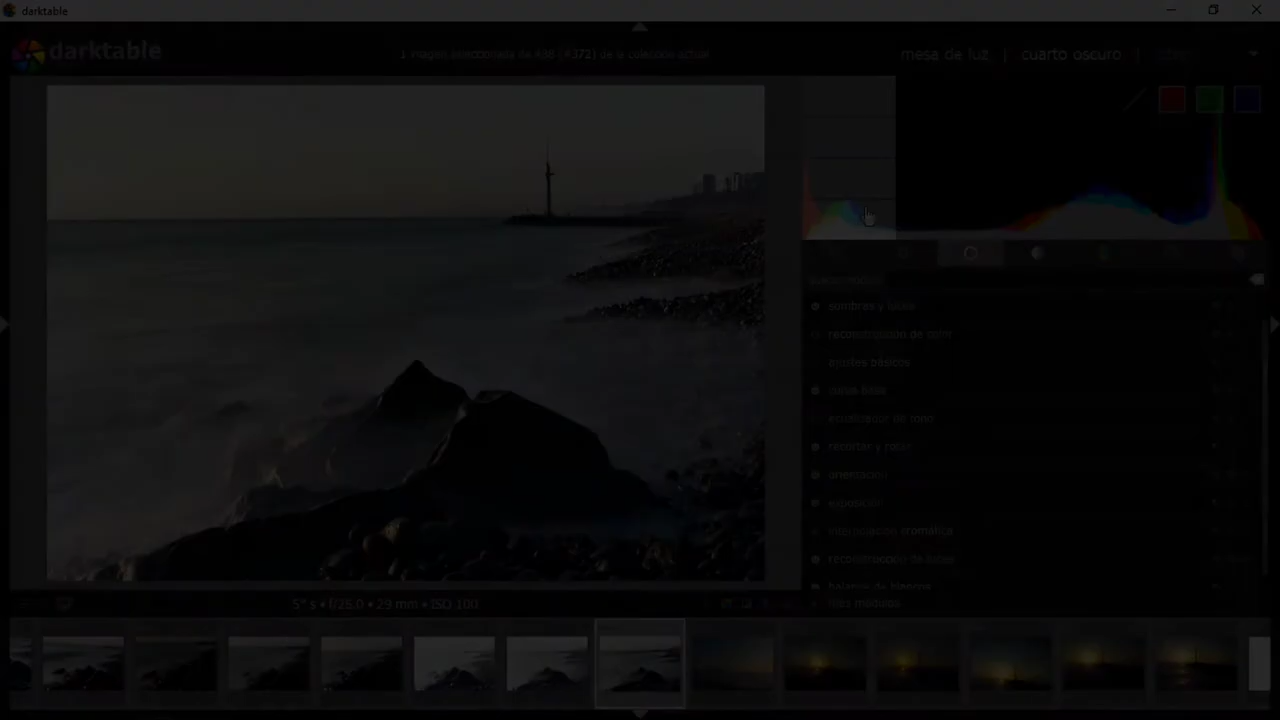 darktable
darktable
1 imagen seleccionada de 438 (#372) de la colección actual
mesa de luz | cuarto oscuro |
sombres y luces
reconstrucción de color
ajustes básicos
curva base
ecualizador de tono
recortar y rotar
orientación
exposición
interpolación cromática
reconstrucción de luces
balance de blancos
más módulos
5" s • f/25.0 • 29 mm • ISO 100